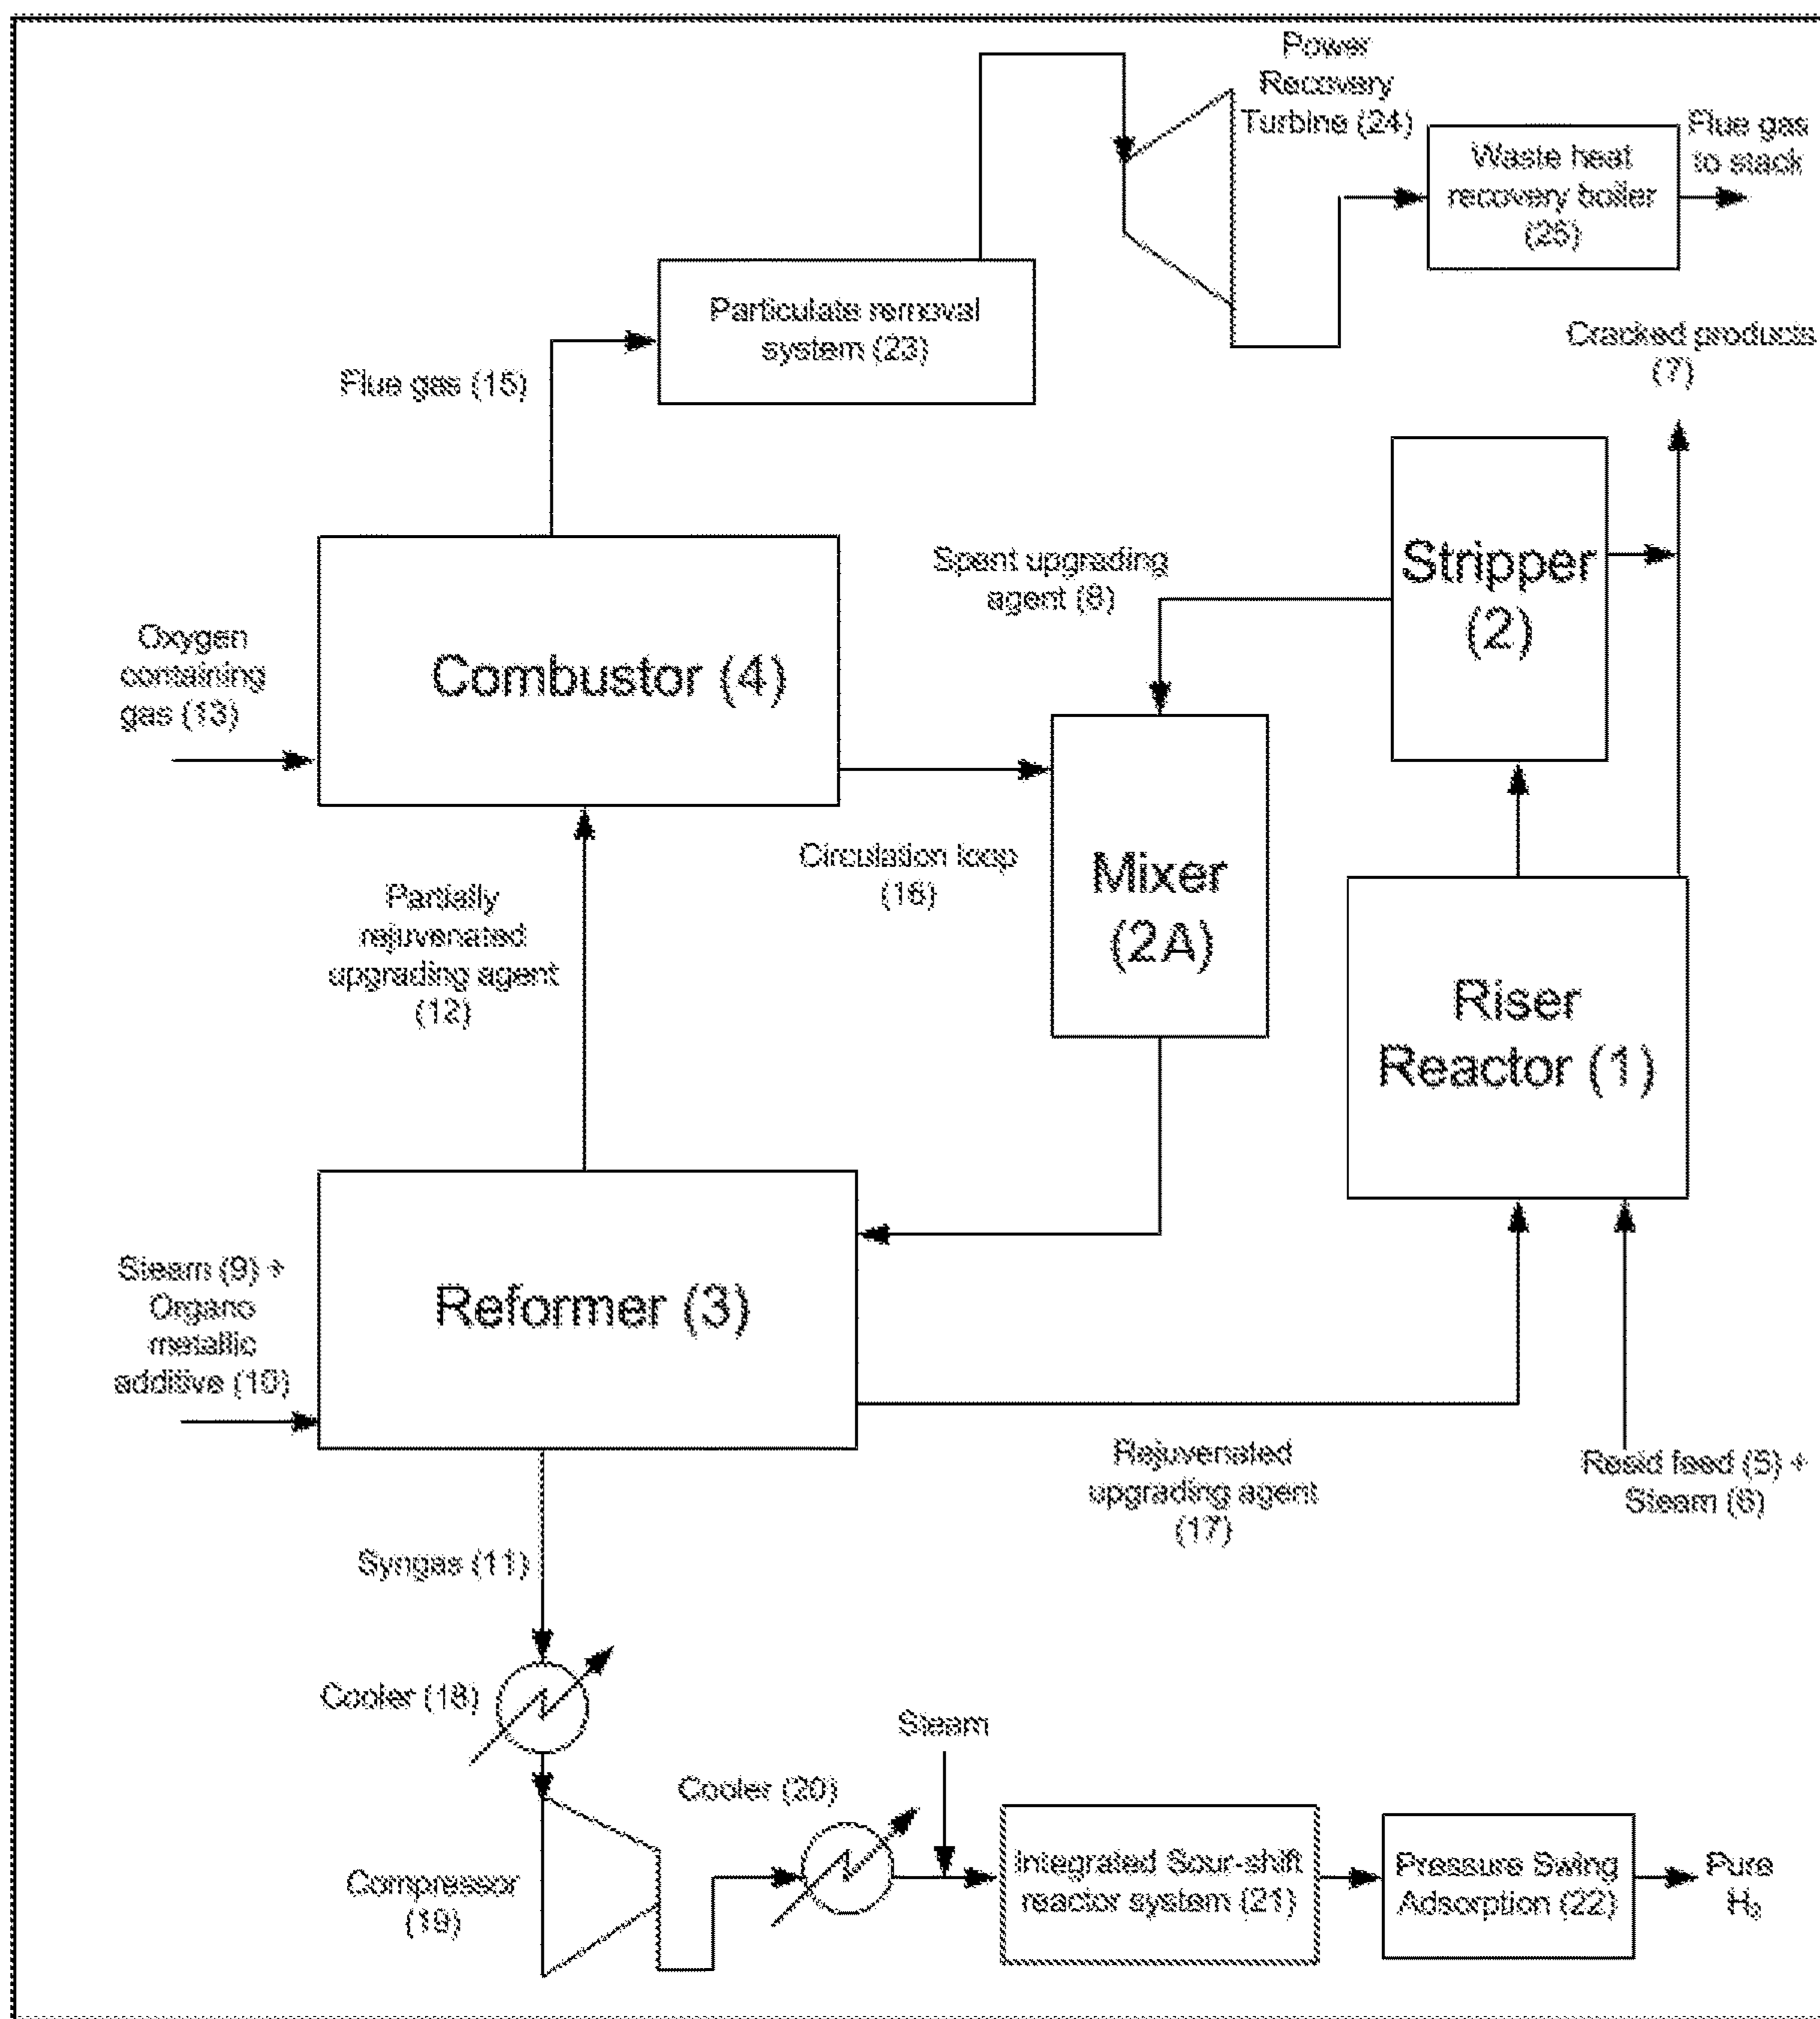 Power
Recovery
Turbine (24)
Waste heat
recovery boiler
(25)
Flue gas
to stack
Particulate removal
system (23)
Flue gas (15)
Cracked products
(7)
Stripper
(2)
Spent upgrading
agent (8)
Oxygen
containing
gas (13)
Combustor (4)
Circulation loop
(16)
Mixer
(2A)
Partially
rejuvenated
upgrading agent
(12)
Riser
Reactor (1)
Steam (9) +
Organo
metallic
additive (10)
Reformer (3)
Rejuvenated
upgrading agent
(17)
Resid feed (5) +
Steam (6)
Syngas (11)
Cooler (18)
Steam
Cooler (20)
Compressor
(19)
Integrated Sour-shift
reactor system (21)
Pressure Swing
Adsorption (22)
Pure
H₂